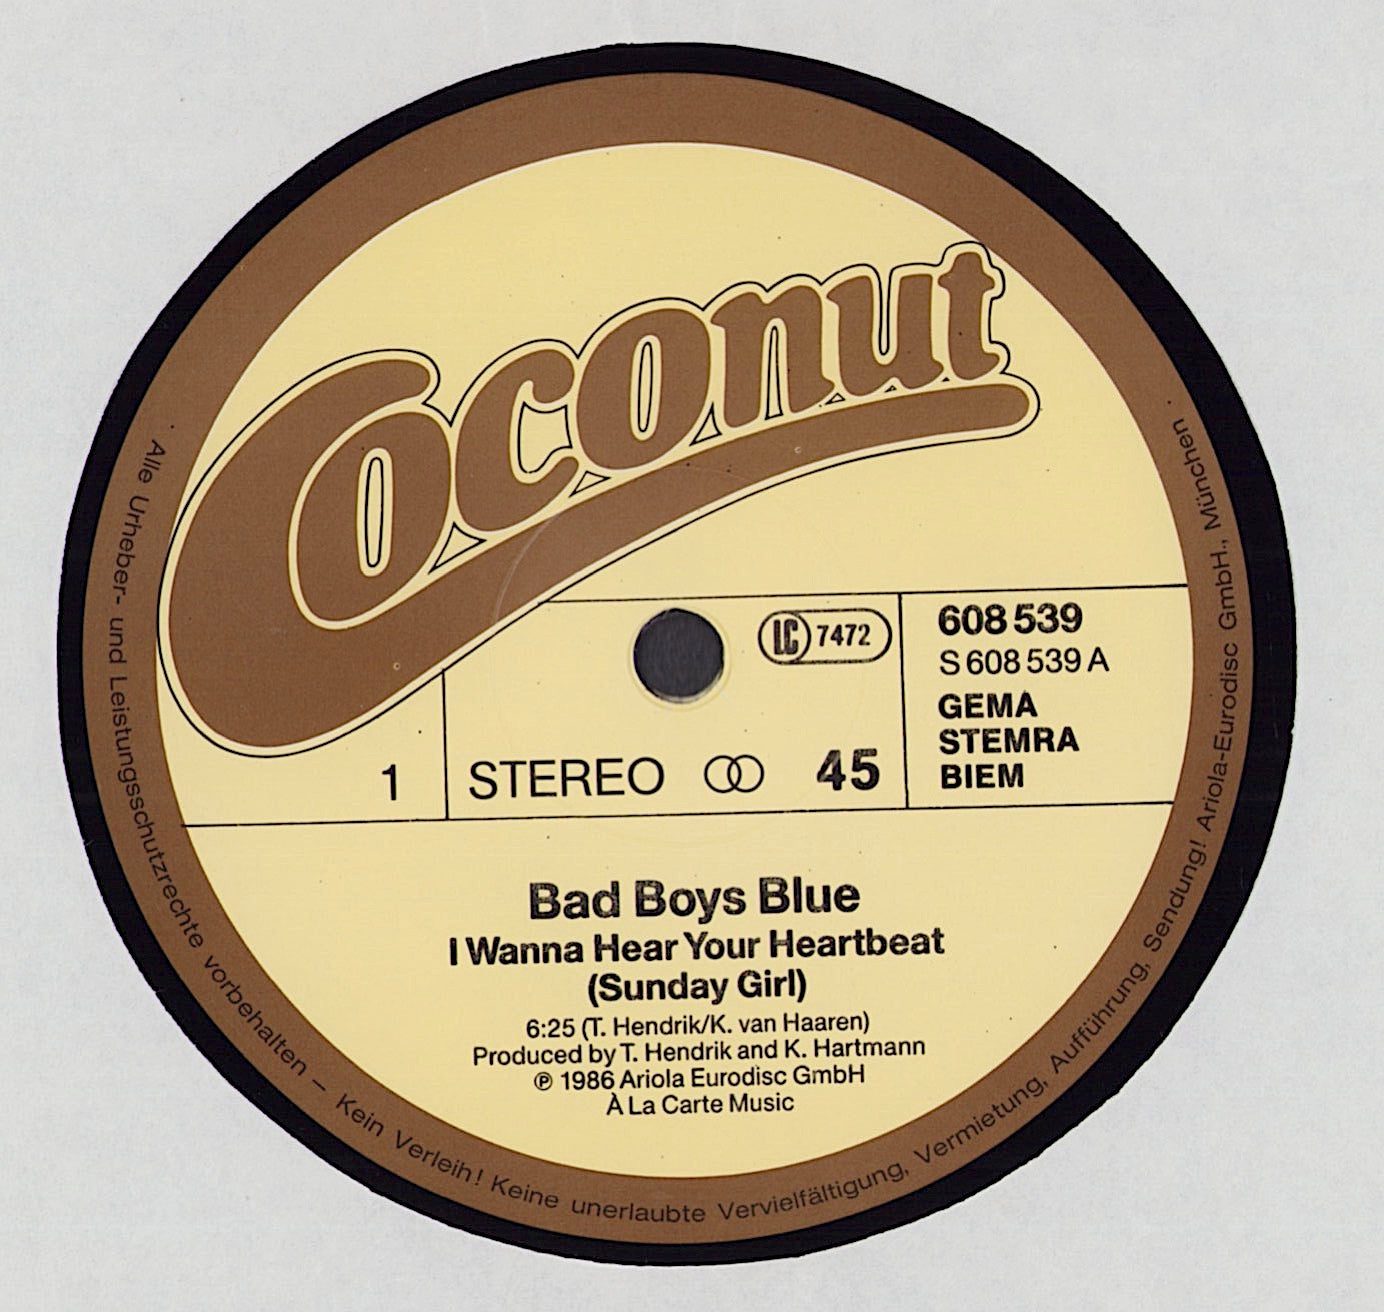 Coconut
LC 7472
608 539
S 608 539 A
GEMA
STEMRA
BIEM
1
STEREO
45
Bad Boys Blue
I Wanna Hear Your Heartbeat
(Sunday Girl)
6:25 (T. Hendrik/K. van Haaren)
Produced by T. Hendrik and K. Hartmann
℗ 1986 Ariola Eurodisc GmbH
À La Carte Music
Alle Urheber- und Leistungsschutzrechte vorbehalten – Kein Verleih! Keine unerlaubte Vervielfältigung, Vermietung, Aufführung, Sendung! Ariola-Eurodisc GmbH., München